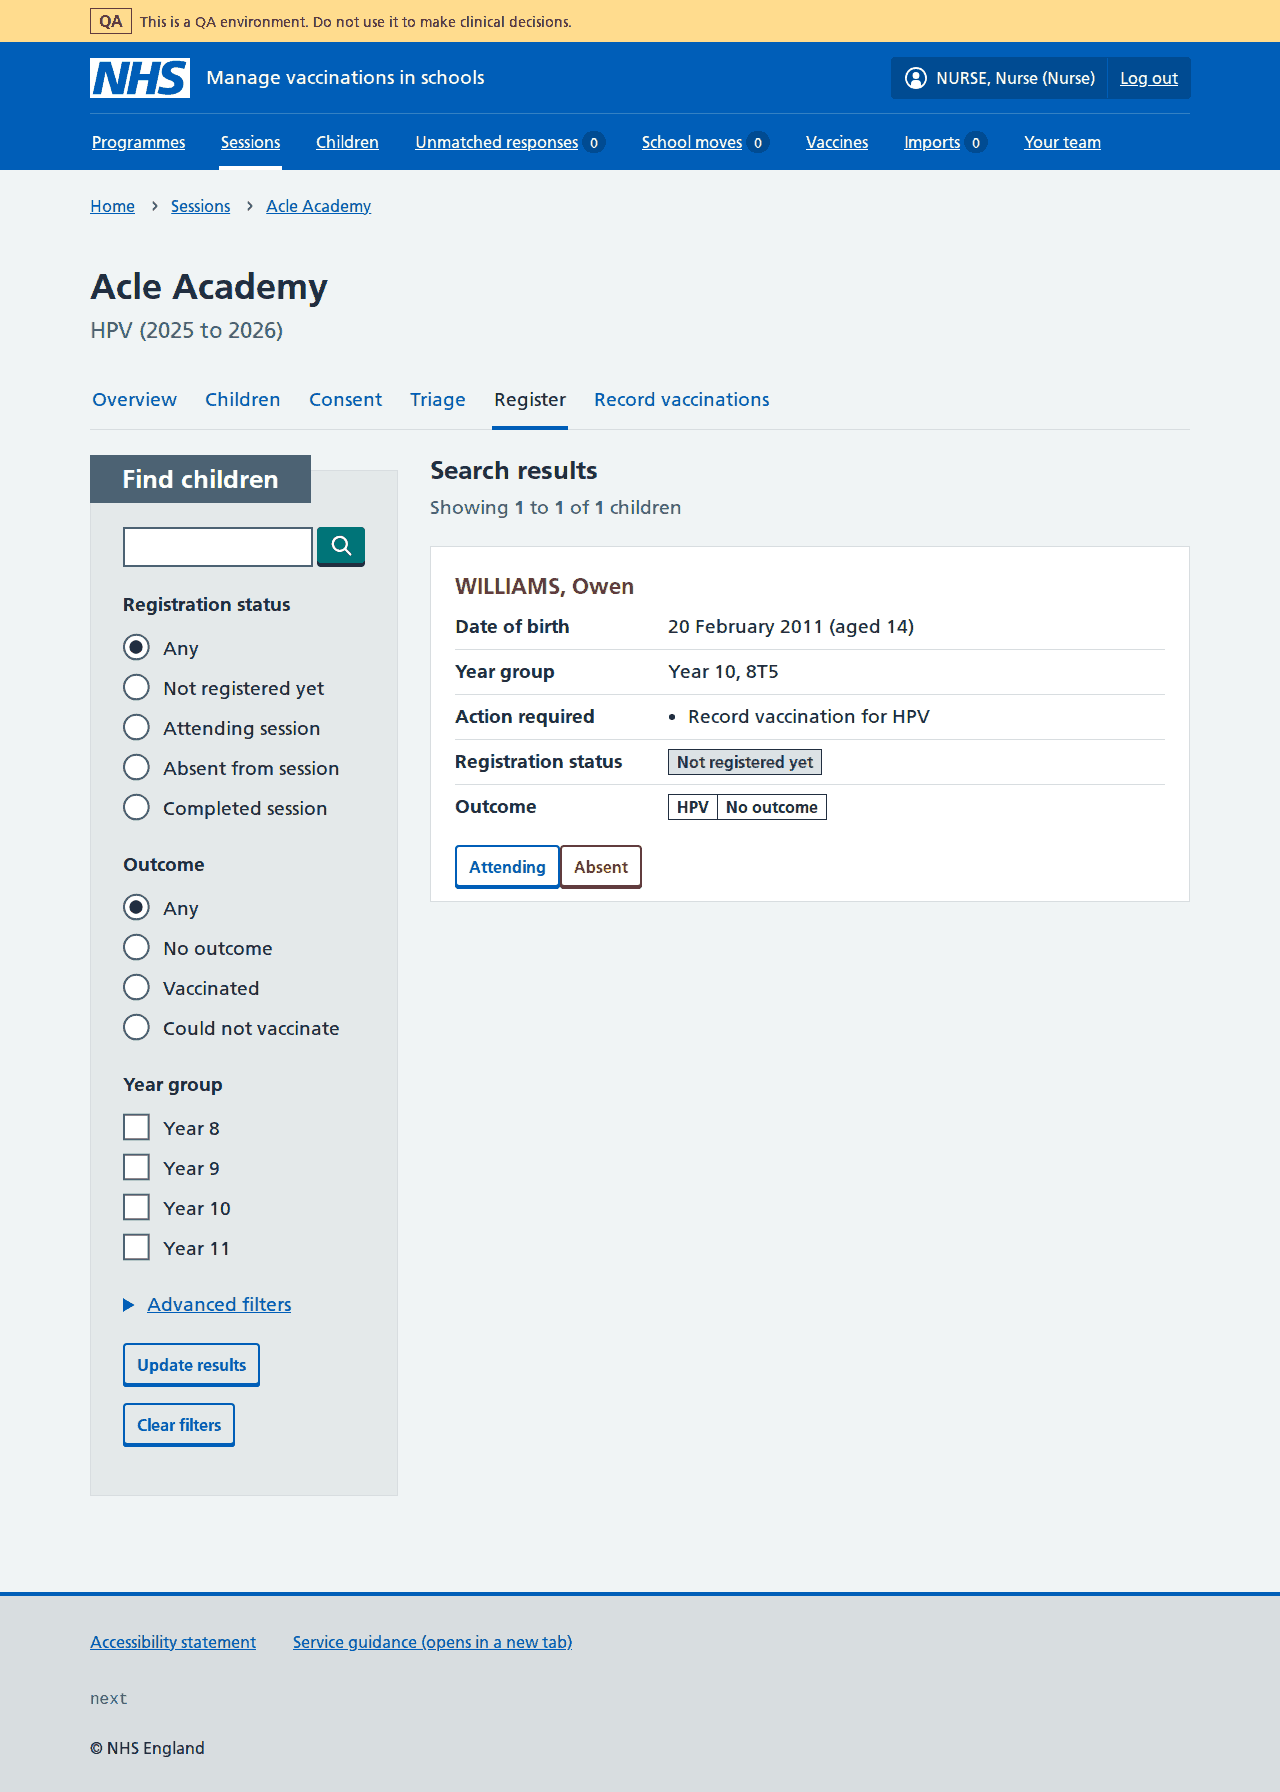 QA This is a QA environment. Do not use it to make clinical decisions.
NHS Manage vaccinations in schools NURSE, Nurse (Nurse) Log out
Programmes Sessions Children Unmatched responses 0 School moves 0 Vaccines Imports 0 Your team
Home Sessions Acle Academy
Acle Academy
HPV (2025 to 2026)
Overview Children Consent Triage Register Record vaccinations
Find children
Registration status
Any
Not registered yet
Attending session
Absent from session
Completed session
Outcome
Any
No outcome
Vaccinated
Could not vaccinate
Year group
Year 8
Year 9
Year 10
Year 11
Advanced filters
Update results
Clear filters
Search results
Showing 1 to 1 of 1 children
WILLIAMS, Owen
Date of birth 20 February 2011 (aged 14)
Year group Year 10, 8T5
Action required • Record vaccination for HPV
Registration status Not registered yet
Outcome HPV No outcome
Attending Absent
Accessibility statement Service guidance (opens in a new tab)
next
© NHS England